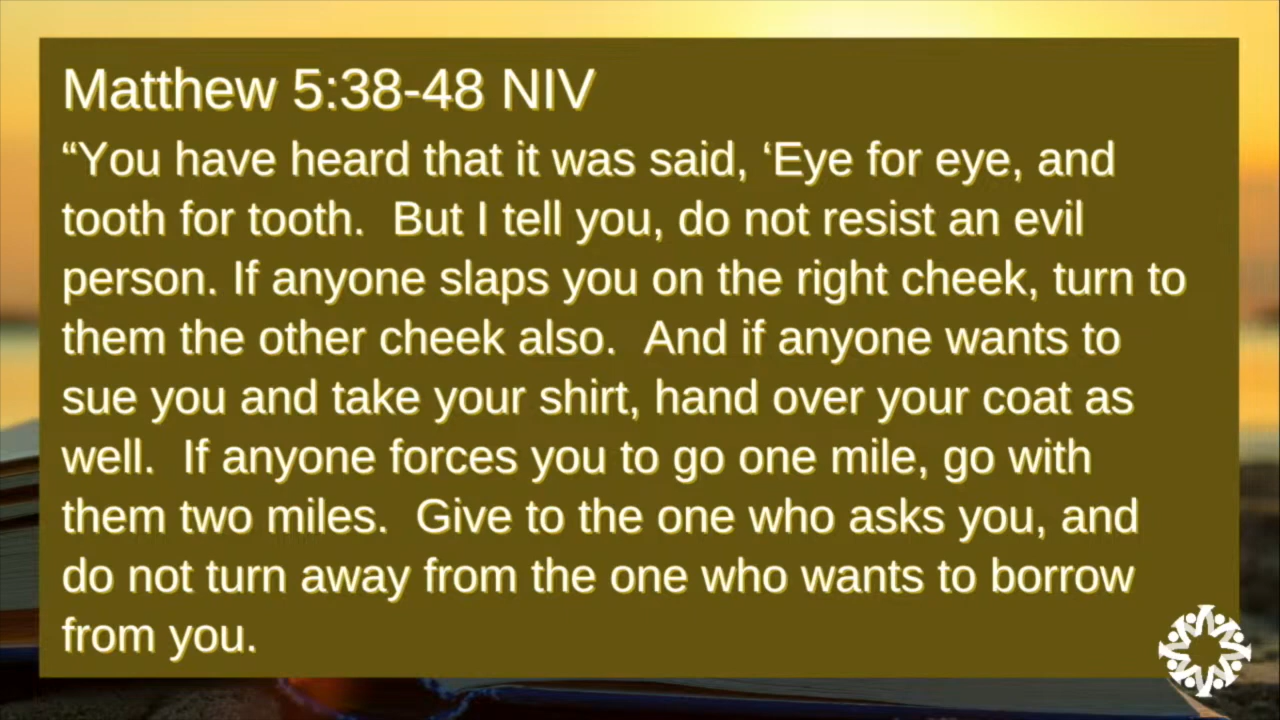 Matthew 5:38-48 NIV
“You have heard that it was said, ‘Eye for eye, and
tooth for tooth.  But I tell you, do not resist an evil
person. If anyone slaps you on the right cheek, turn to
them the other cheek also.  And if anyone wants to
sue you and take your shirt, hand over your coat as
well.  If anyone forces you to go one mile, go with
them two miles.  Give to the one who asks you, and
do not turn away from the one who wants to borrow
from you.